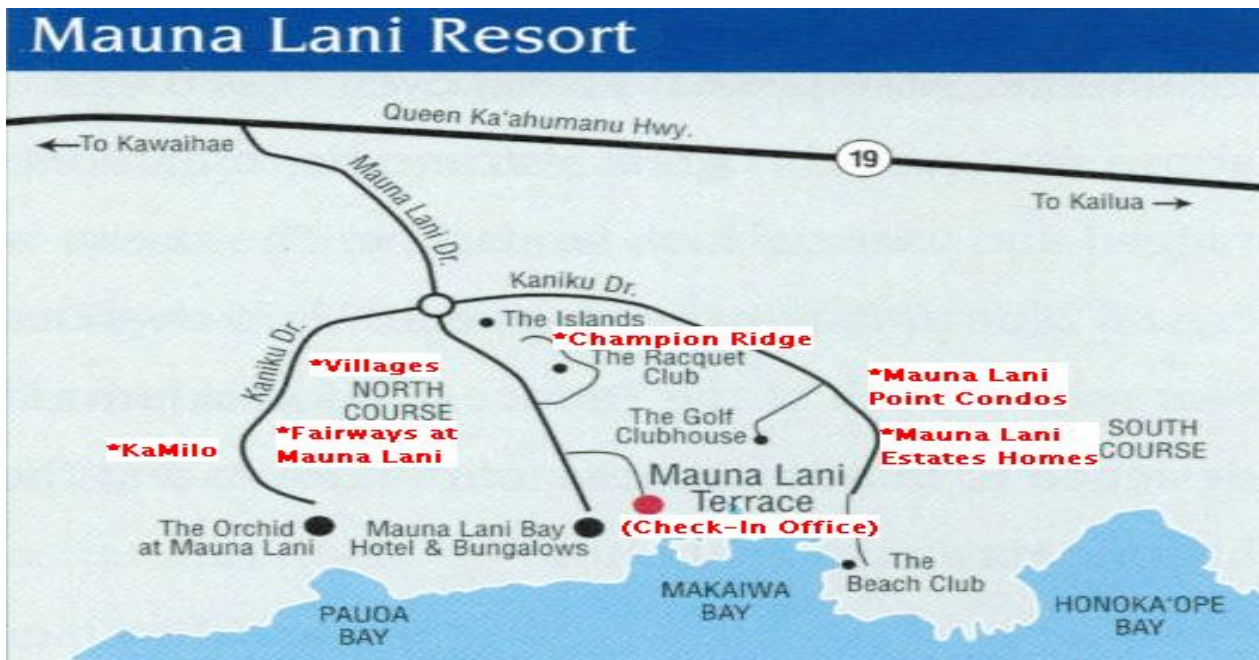 Mauna Lani Resort
Queen Ka'ahumanu Hwy.
←To Kawaihae
19
To Kailua →
Mauna Lani Dr.
Kaniku Dr.
The Islands
*Champion Ridge
The Racquet
Club
Kaniku Dr.
*Villages
NORTH
COURSE
*Fairways at
Mauna Lani
*KaMilo
The Golf
Clubhouse
*Mauna Lani
Point Condos
*Mauna Lani
Estates Homes
SOUTH
COURSE
Mauna Lani
Terrace
(Check-In Office)
The Orchid
at Mauna Lani
Mauna Lani Bay
Hotel & Bungalows
The
Beach Club
PAUOA
BAY
MAKAIWA
BAY
HONOKA'OPE
BAY